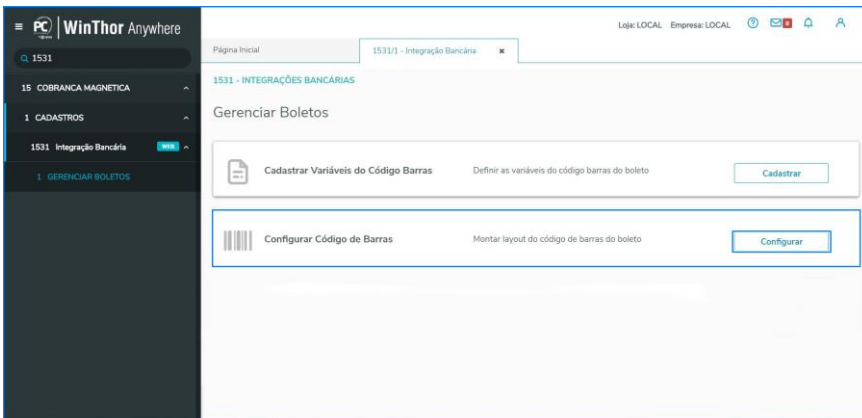 PC WinThor Anywhere
Loja: LOCAL Empresa: LOCAL
1531
Página Inicial
1531/1 - Integração Bancária
15 COBRANCA MAGNETICA
1531 - INTEGRAÇÕES BANCÁRIAS
1 CADASTROS
Gerenciar Boletos
1531 Integração Bancária WEB
1 GERENCIAR BOLETOS
Cadastrar Variáveis do Código Barras Definir as variáveis do código barras do boleto Cadastrar
Configurar Código de Barras Montar layout do código de barras do boleto Configurar